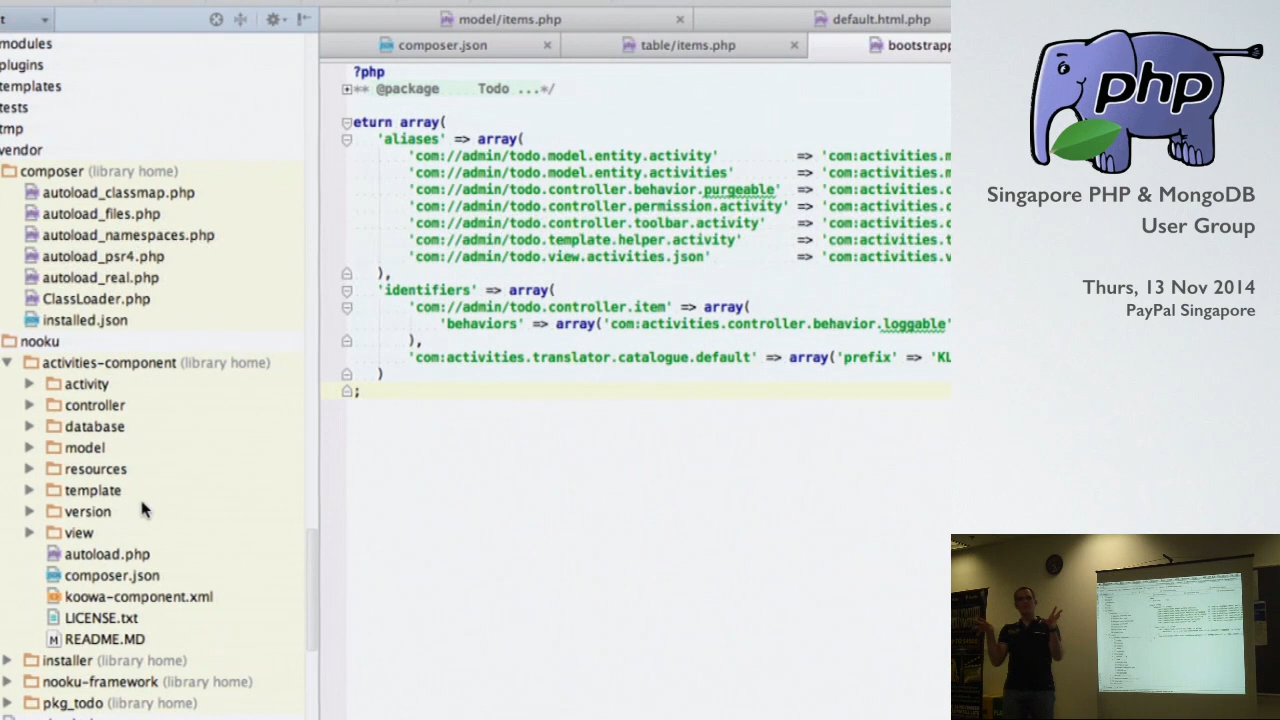 t
model/items.php
default.html.php
composer.json
table/items.php
bootstrapp
modules
plugins
templates
tests
tmp
vendor
composer (library home)
autoload_classmap.php
autoload_files.php
autoload_namespaces.php
autoload_psr4.php
autoload_real.php
ClassLoader.php
installed.json
nooku
activities-component (library home)
activity
controller
database
model
resources
template
version
view
autoload.php
composer.json
koowa-component.xml
LICENSE.txt
README.MD
installer (library home)
nooku-framework (library home)
pkg_todo (library home)
?php
** @package Todo ...*/
eturn array(
'aliases' => array(
'com://admin/todo.model.entity.activity' => 'com:activities.m
'com://admin/todo.model.entity.activities' => 'com:activities.m
'com://admin/todo.controller.behavior.purgeable' => 'com:activities.c
'com://admin/todo.controller.permission.activity' => 'com:activities.c
'com://admin/todo.controller.toolbar.activity' => 'com:activities.c
'com://admin/todo.template.helper.activity' => 'com:activities.t
'com://admin/todo.view.activities.json' => 'com:activities.v
),
'identifiers' => array(
'com://admin/todo.controller.item' => array(
'behaviors' => array('com:activities.controller.behavior.loggable'
),
'com:activities.translator.catalogue.default' => array('prefix' => 'KL
)
;
php
Singapore PHP & MongoDB
User Group
Thurs, 13 Nov 2014
PayPal Singapore